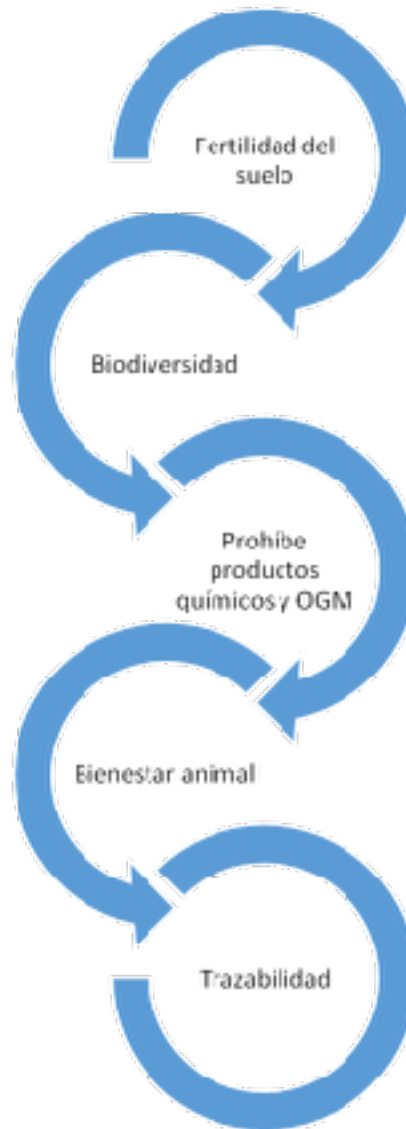 Fertilidad del
suelo
Biodiversidad
Prohíbe
productos
químicos y OGM
Bienestar animal
Trazabilidad